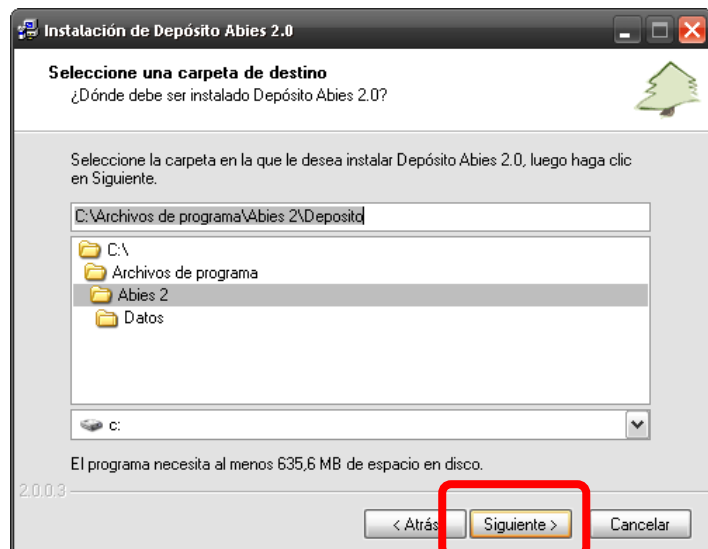 Instalación de Depósito Abies 2.0
Seleccione una carpeta de destino
¿Dónde debe ser instalado Depósito Abies 2.0?
Seleccione la carpeta en la que le desea instalar Depósito Abies 2.0, luego haga clic
en Siguiente.
C:\Archivos de programa\Abies 2\Deposito
C:\
Archivos de programa
Abies 2
Datos
c:
El programa necesita al menos 635,6 MB de espacio en disco.
2.0.0.3
< Atrás Siguiente > Cancelar